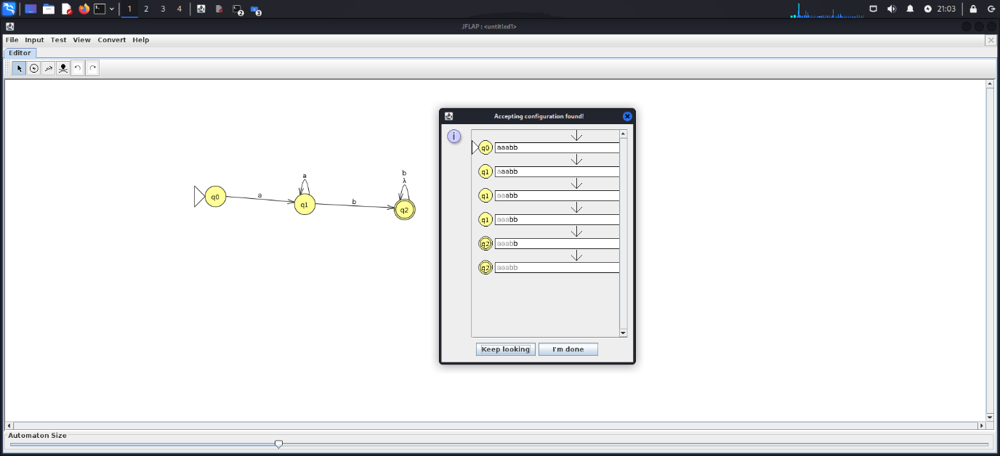 1 2 3 4 2 3 21:03
JFLAP : <untitled1>
File Input Test View Convert Help
Editor
Accepting configuration found!
i
q0 aaabb
q1 aaabb
q1 aaabb
q1 aaabb
q2 aaabb
q2 aaabb
Keep looking I'm done
a
b
λ
q0 a q1 b q2
Automaton Size